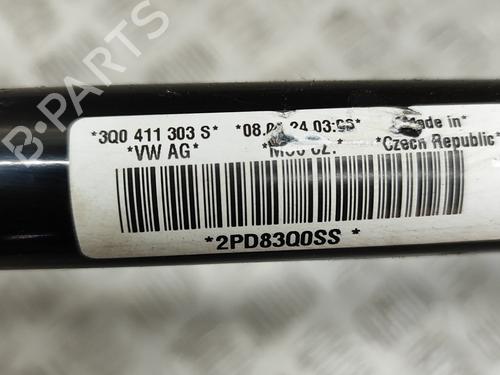 B-PARTS
*3Q0 411 303 S*
*Made in*
*VW AG*
*Czech Republic*
*2PD83Q0SS*